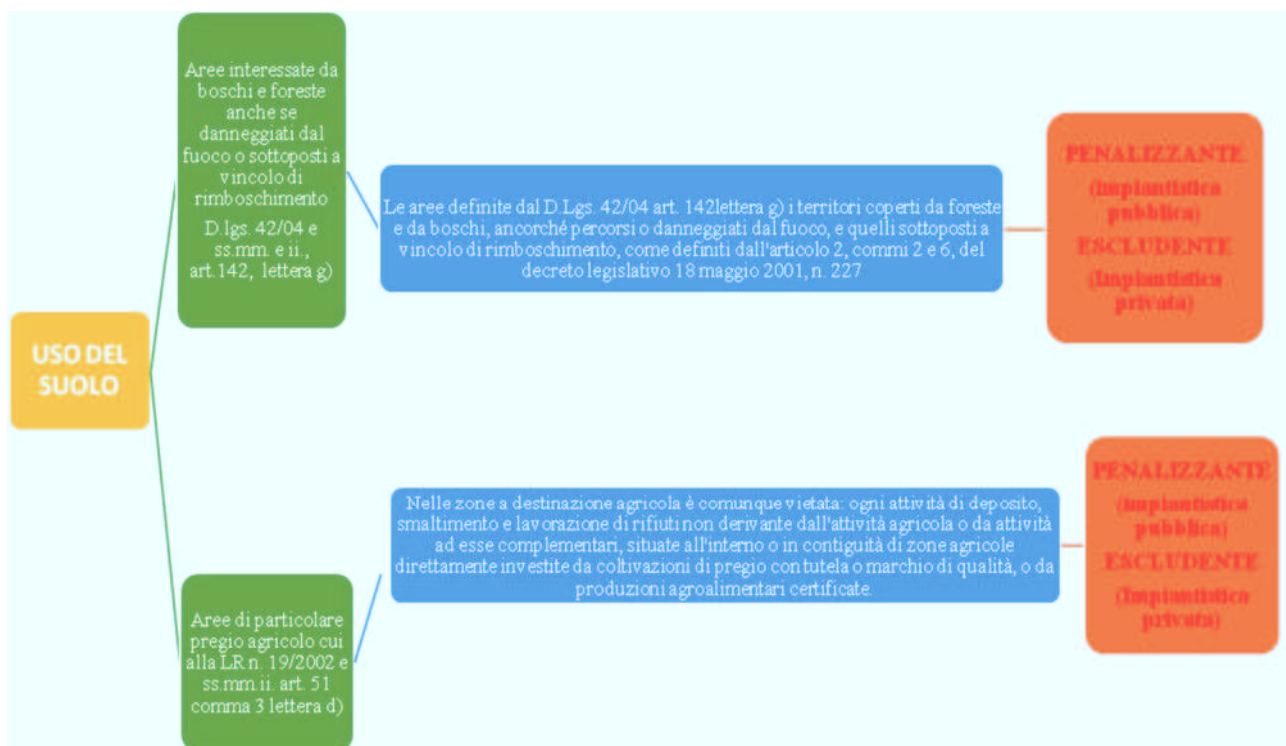 USO DEL
SUOLO
Aree interessate da
boschi e foreste
anche se
danneggiati dal
fuoco o sottoposti a
vincolo di
rimboschimento
D.lgs. 42/04 e
ss.mm. e ii.,
art.142, lettera g)
Le aree definite dal D.Lgs. 42/04 art. 142lettera g) i territori coperti da foreste
e da boschi, ancorché percorsi o danneggiati dal fuoco, e quelli sottoposti a
vincolo di rimboschimento, come definiti dall'articolo 2, commi 2 e 6, del
decreto legislativo 18 maggio 2001, n. 227
PENALIZZANTE
(Impiantistica
pubblica)
ESCLUDENTE
(Impiantistica
privata)
Aree di particolare
pregio agricolo cui
alla LR n. 19/2002 e
ss.mm.ii. art. 51
comma 3 lettera d)
Nelle zone a destinazione agricola è comunque vietata: ogni attività di deposito,
smaltimento e lavorazione di rifiuti non derivante dall'attività agricola o da attività
ad esse complementari, situate all'interno o in contiguità di zone agricole
direttamente investite da coltivazioni di pregio con tutela o marchio di qualità, o da
produzioni agroalimentari certificate.
PENALIZZANTE
(Impiantistica
pubblica)
ESCLUDENTE
(Impiantistica
privata)